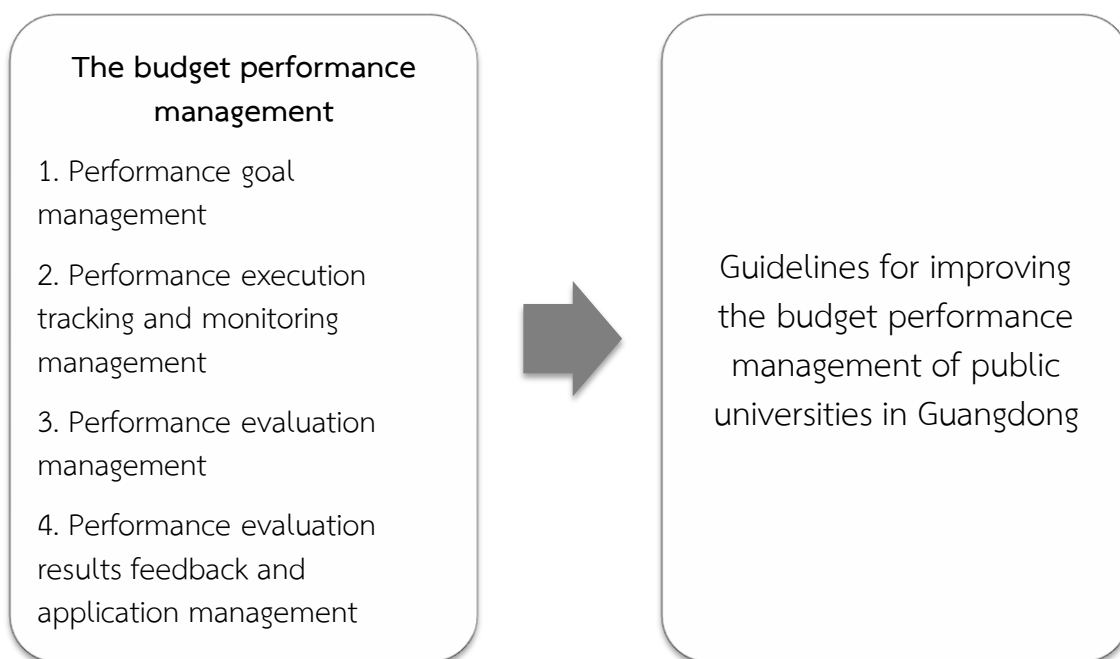 The budget performance
management
1. Performance goal
management
2. Performance execution
tracking and monitoring
management
3. Performance evaluation
management
4. Performance evaluation
results feedback and
application management
Guidelines for improving
the budget performance
management of public
universities in Guangdong